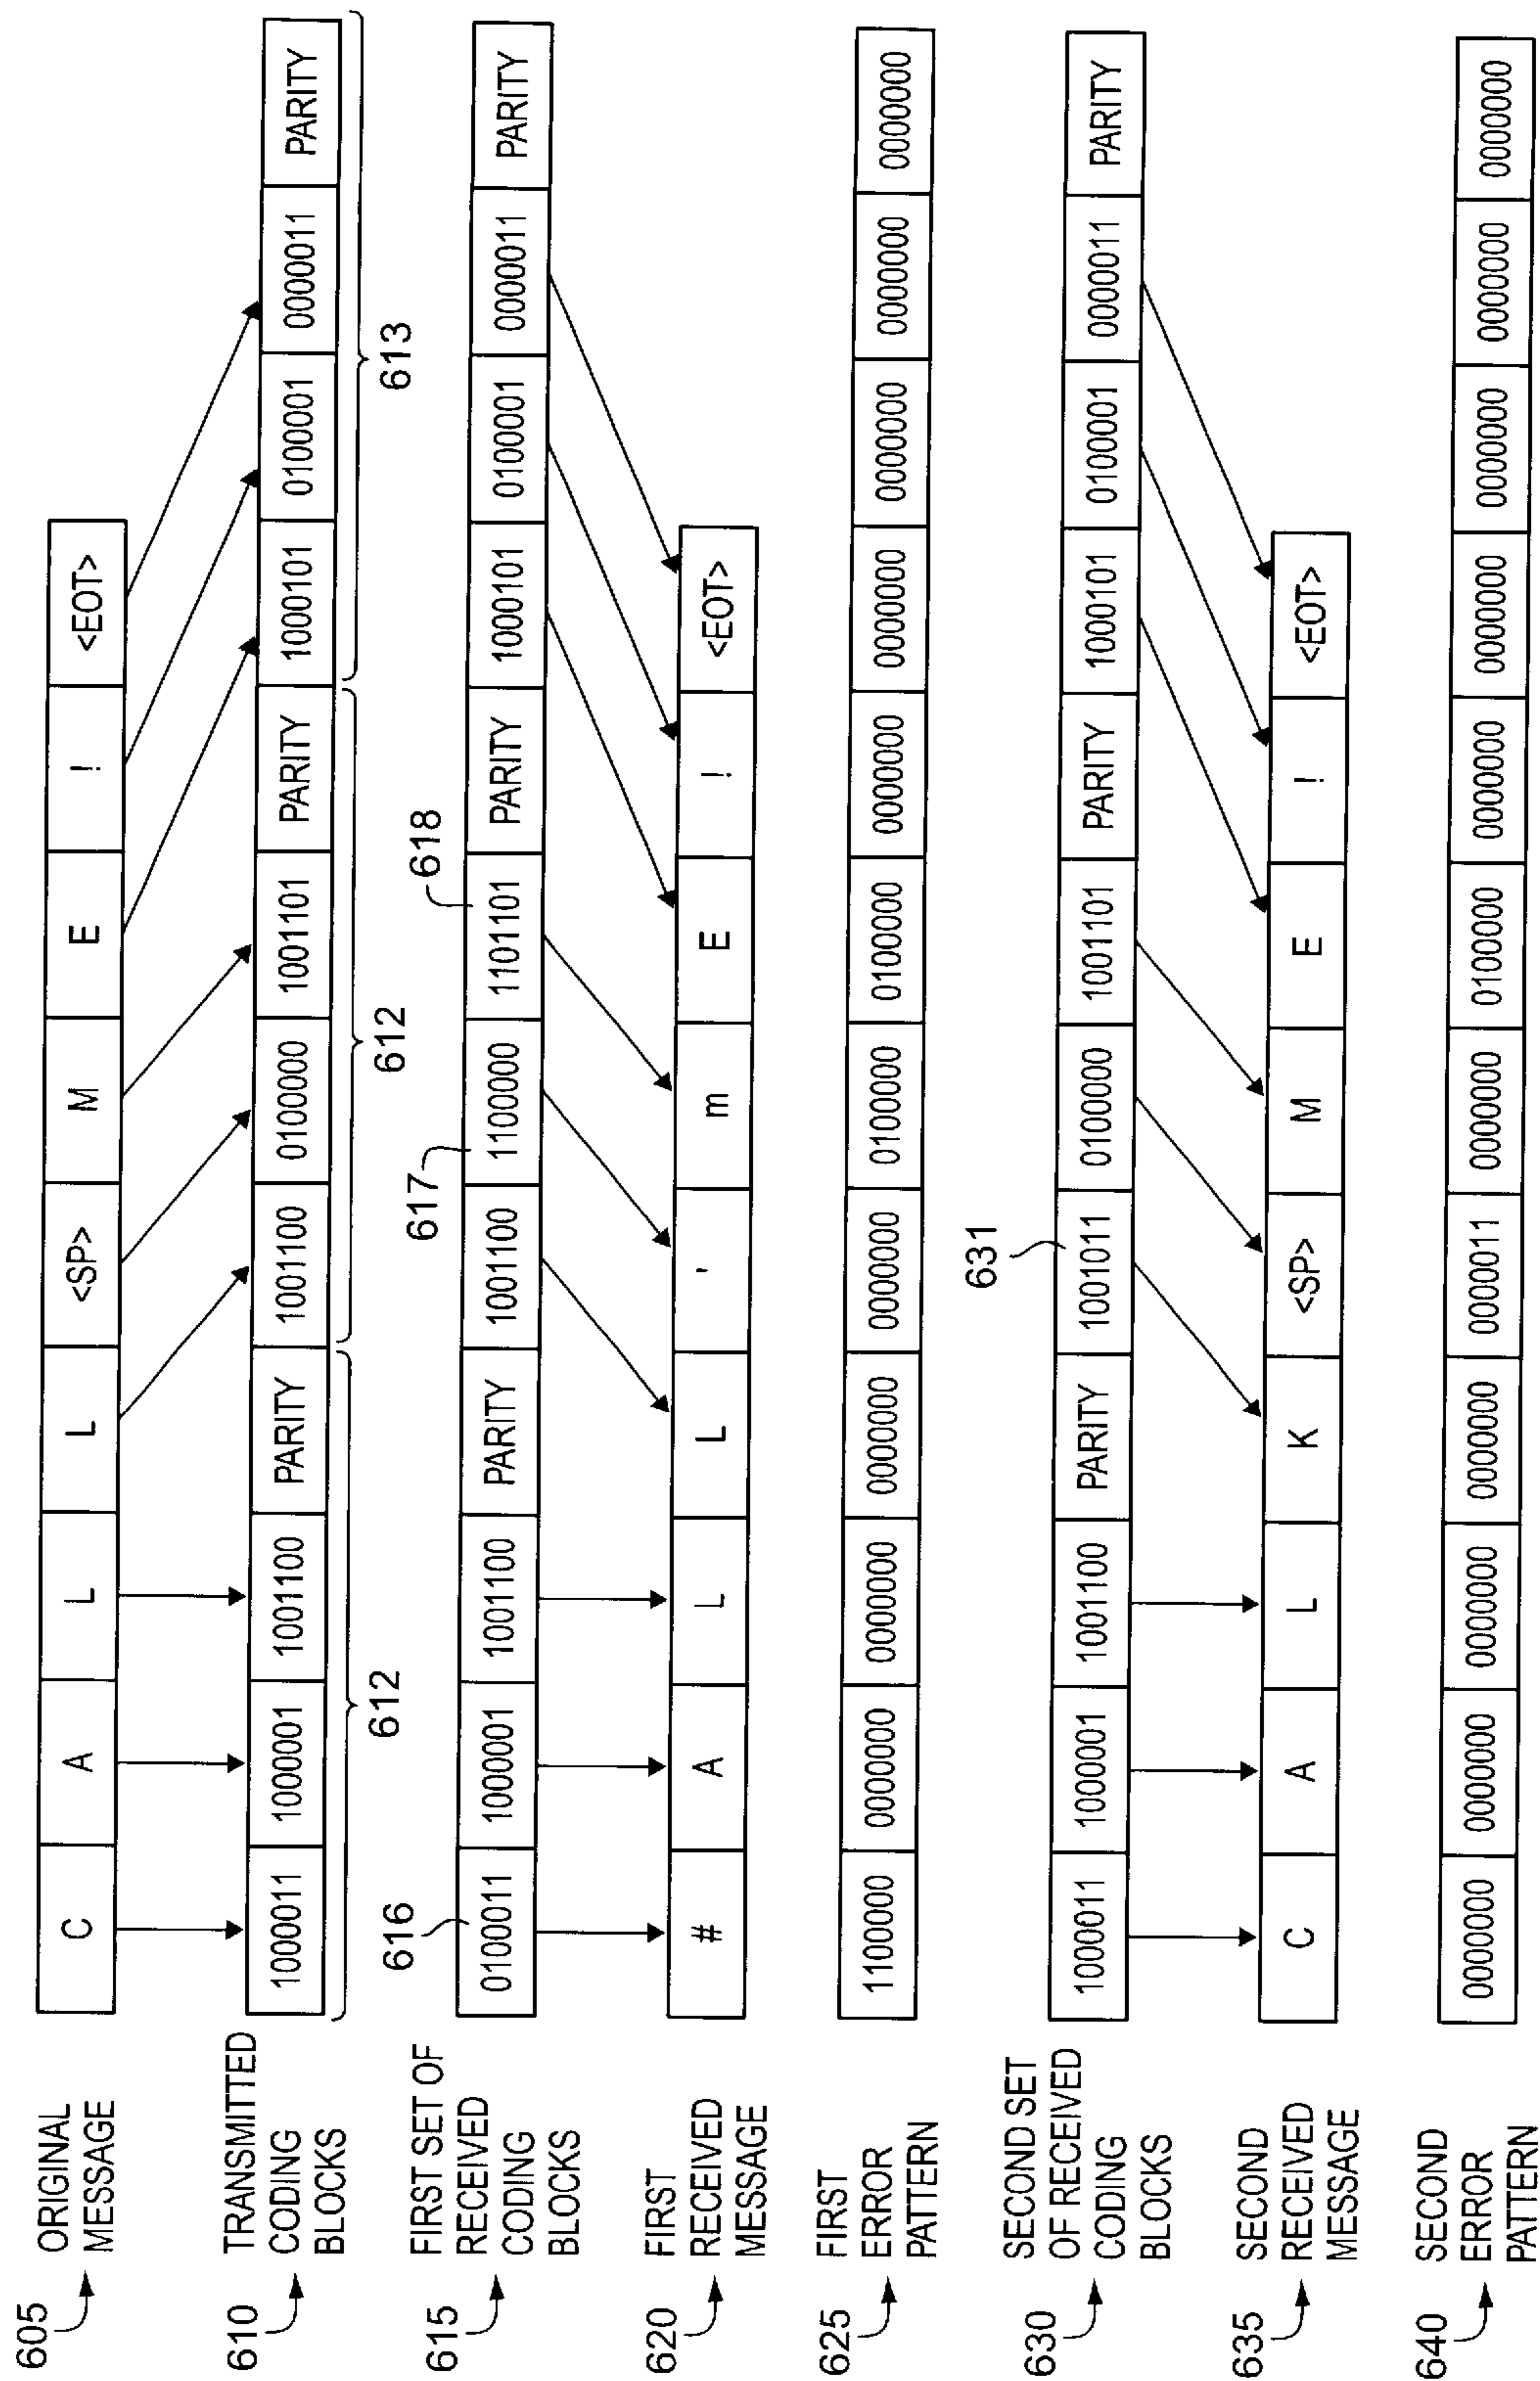 605
ORIGINAL
MESSAGE
C A L L <SP> M E ! <EOT>
610
TRANSMITTED
CODING
BLOCKS
1000011 1000001 1001100 PARITY 1001100 0100000 1001101 PARITY 1000101 0100001 0000011 PARITY
612 612 613
616 617 618
615
FIRST SET OF
RECEIVED
CODING
BLOCKS
0100011 1000001 1001100 PARITY 1001100 1100000 1101101 PARITY 1000101 0100001 0000011 PARITY
620
FIRST
RECEIVED
MESSAGE
# A L L ' m E ! <EOT>
625
FIRST
ERROR
PATTERN
1100000 0000000 0000000 0000000 0000000 0100000 0100000 0000000 0000000 0000000 0000000 0000000
631
630
SECOND SET
OF RECEIVED
CODING
BLOCKS
1000011 1000001 1001100 PARITY 1001011 0100000 1001101 PARITY 1000101 0100001 0000011 PARITY
635
SECOND
RECEIVED
MESSAGE
C A L K <SP> M E ! <EOT>
640
SECOND
ERROR
PATTERN
0000000 0000000 0000000 0000000 0000011 0000000 0100000 0000000 0000000 0000000 0000000 0000000